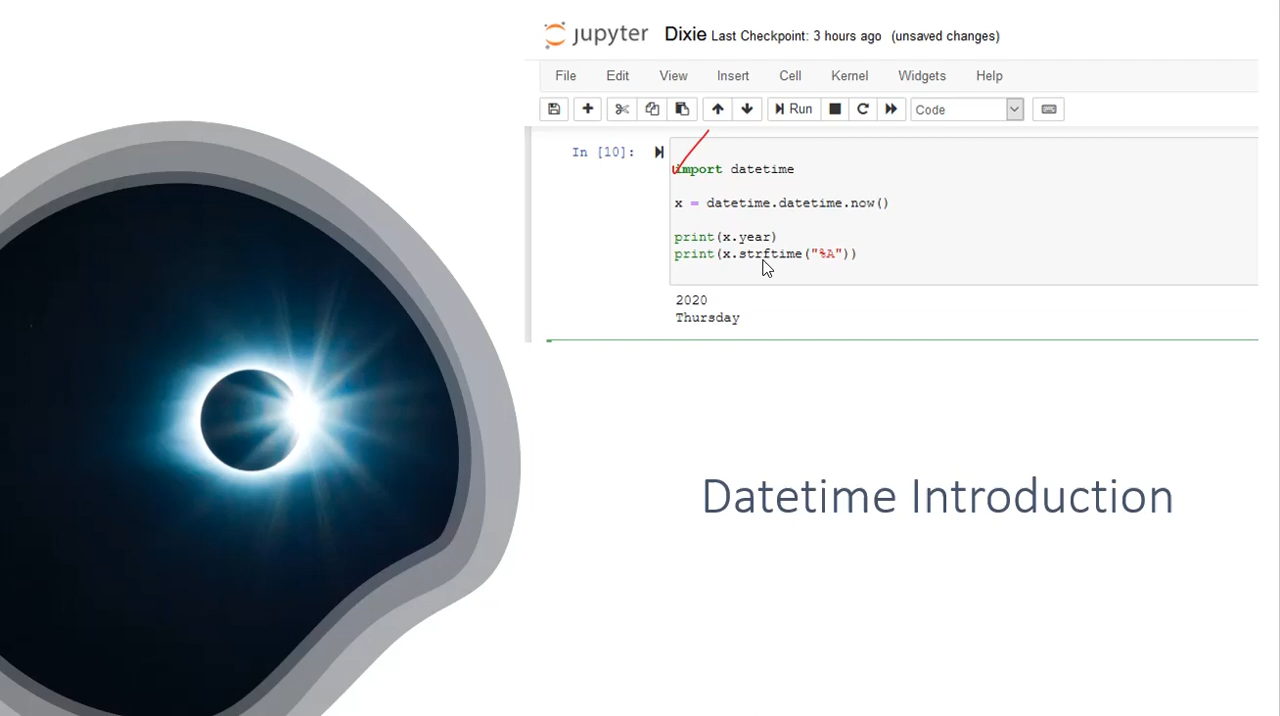 jupyter Dixie Last Checkpoint: 3 hours ago (unsaved changes)
File Edit View Insert Cell Kernel Widgets Help
Run Code
In [10]:
import datetime
x = datetime.datetime.now()
print(x.year)
print(x.strftime("%A"))
2020
Thursday
Datetime Introduction